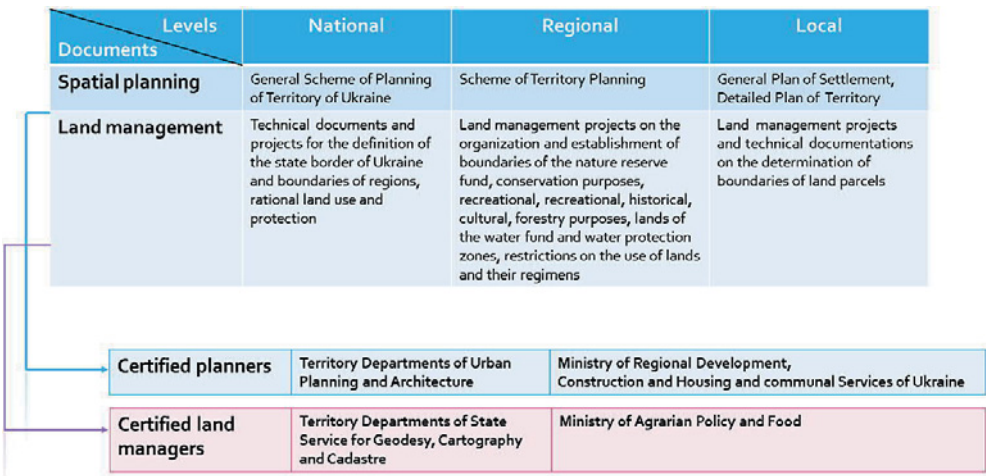 Levels
Documents
National
Regional
Local
Spatial planning
General Scheme of Planning
of Territory of Ukraine
Scheme of Territory Planning
General Plan of Settlement,
Detailed Plan of Territory
Land management
Technical documents and
projects for the definition of
the state border of Ukraine
and boundaries of regions,
rational land use and
protection
Land management projects on the
organization and establishment of
boundaries of the nature reserve
fund, conservation purposes,
recreational, recreational, historical,
cultural, forestry purposes, lands of
the water fund and water protection
zones, restrictions on the use of lands
and their regimens
Land management projects
and technical documentations
on the determination of
boundaries of land parcels
Certified planners
Territory Departments of Urban
Planning and Architecture
Ministry of Regional Development,
Construction and Housing and communal Services of Ukraine
Certified land
managers
Territory Departments of State
Service for Geodesy, Cartography
and Cadastre
Ministry of Agrarian Policy and Food